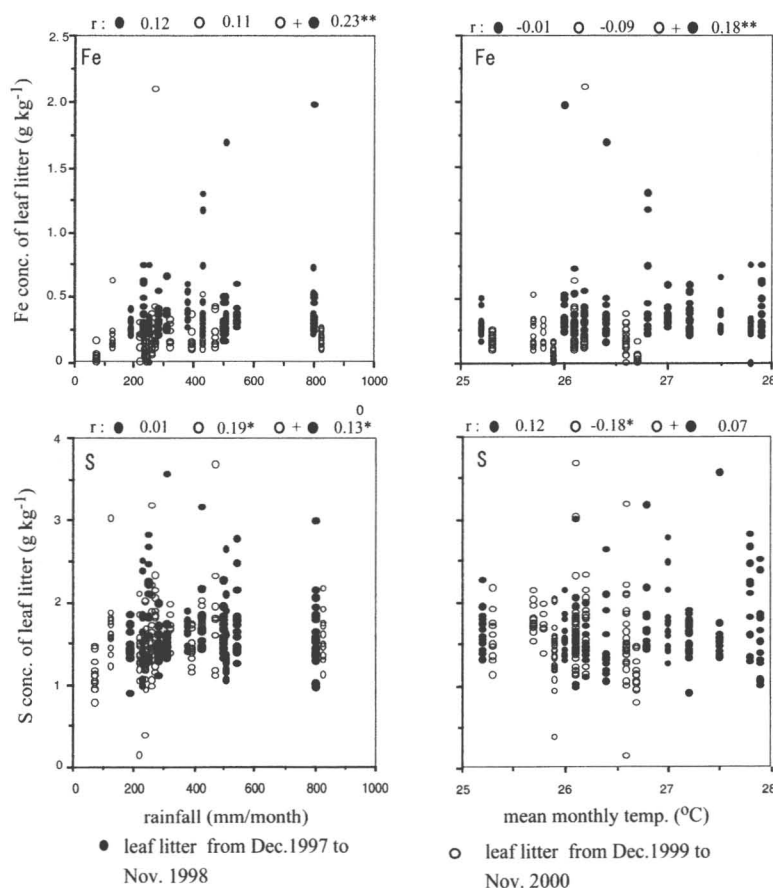 r : ● 0.12 ○ 0.11 ○ + ● 0.23**
r : ● -0.01 ○ -0.09 ○ + ● 0.18**
Fe conc. of leaf litter (g kg-1)
2.5
2.0
1.5
1.0
0.5
0
Fe
0 200 400 600 800 1000
Fe
25 26 27 28
0
r : ● 0.01 ○ 0.19* ○ + ● 0.13*
r : ● 0.12 ○ -0.18* ○ + ● 0.07
S conc. of leaf litter (g kg-1)
4
3
2
1
0
S
0 200 400 600 800 1000
rainfall (mm/month)
S
25 26 27 28
mean monthly temp. (oC)
● leaf litter from Dec.1997 to
Nov. 1998
○ leaf litter from Dec.1999 to
Nov. 2000